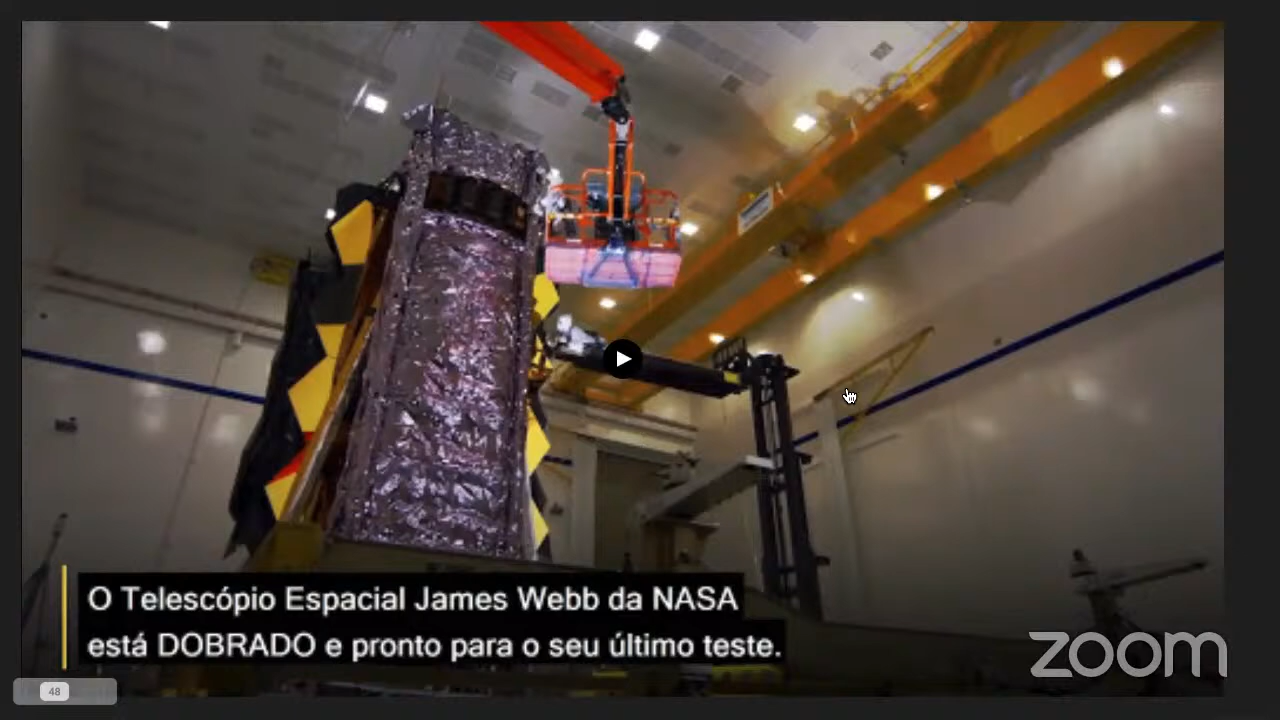 O Telescópio Espacial James Webb da NASA
está DOBRADO e pronto para o seu último teste.
zoom
48